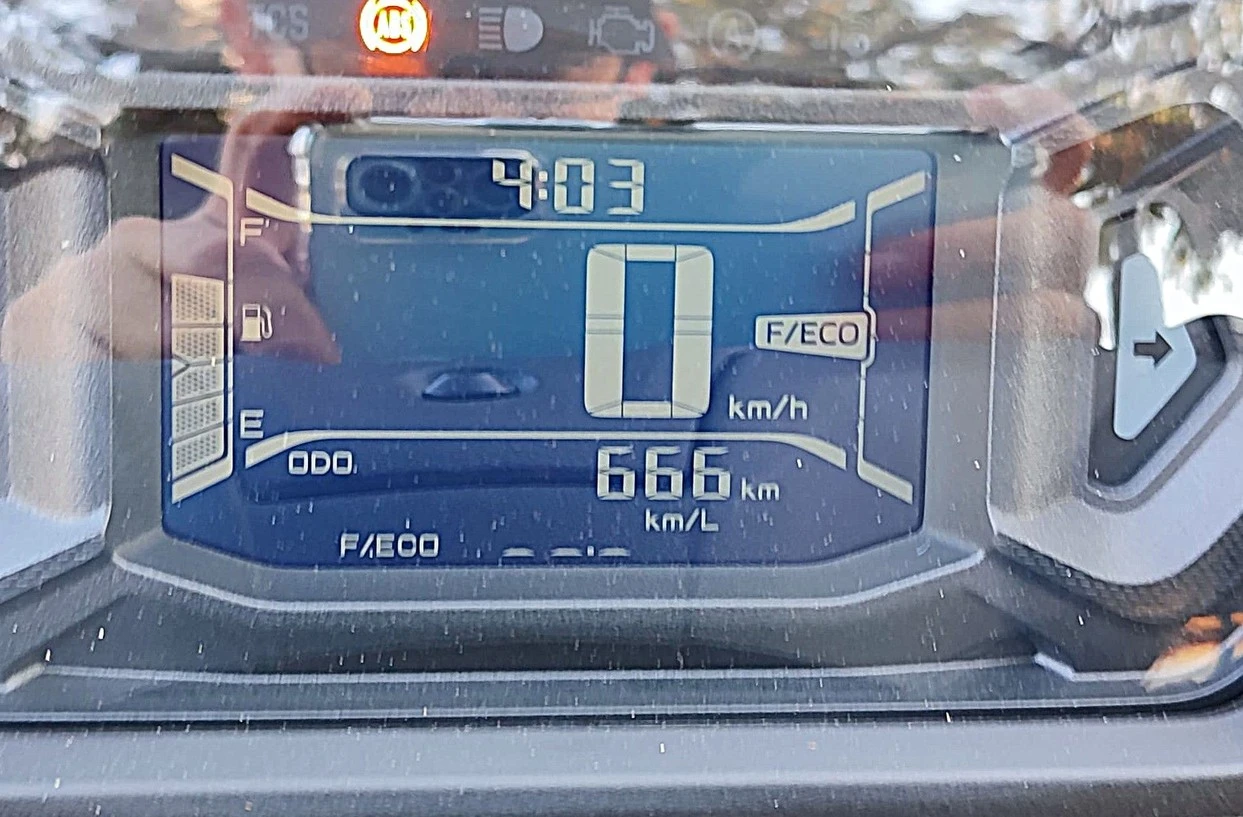 TCS ABS A
4:03
F
0
F/ECO
km/h
E
ODO 666 km
km/L
F/ECO --.-